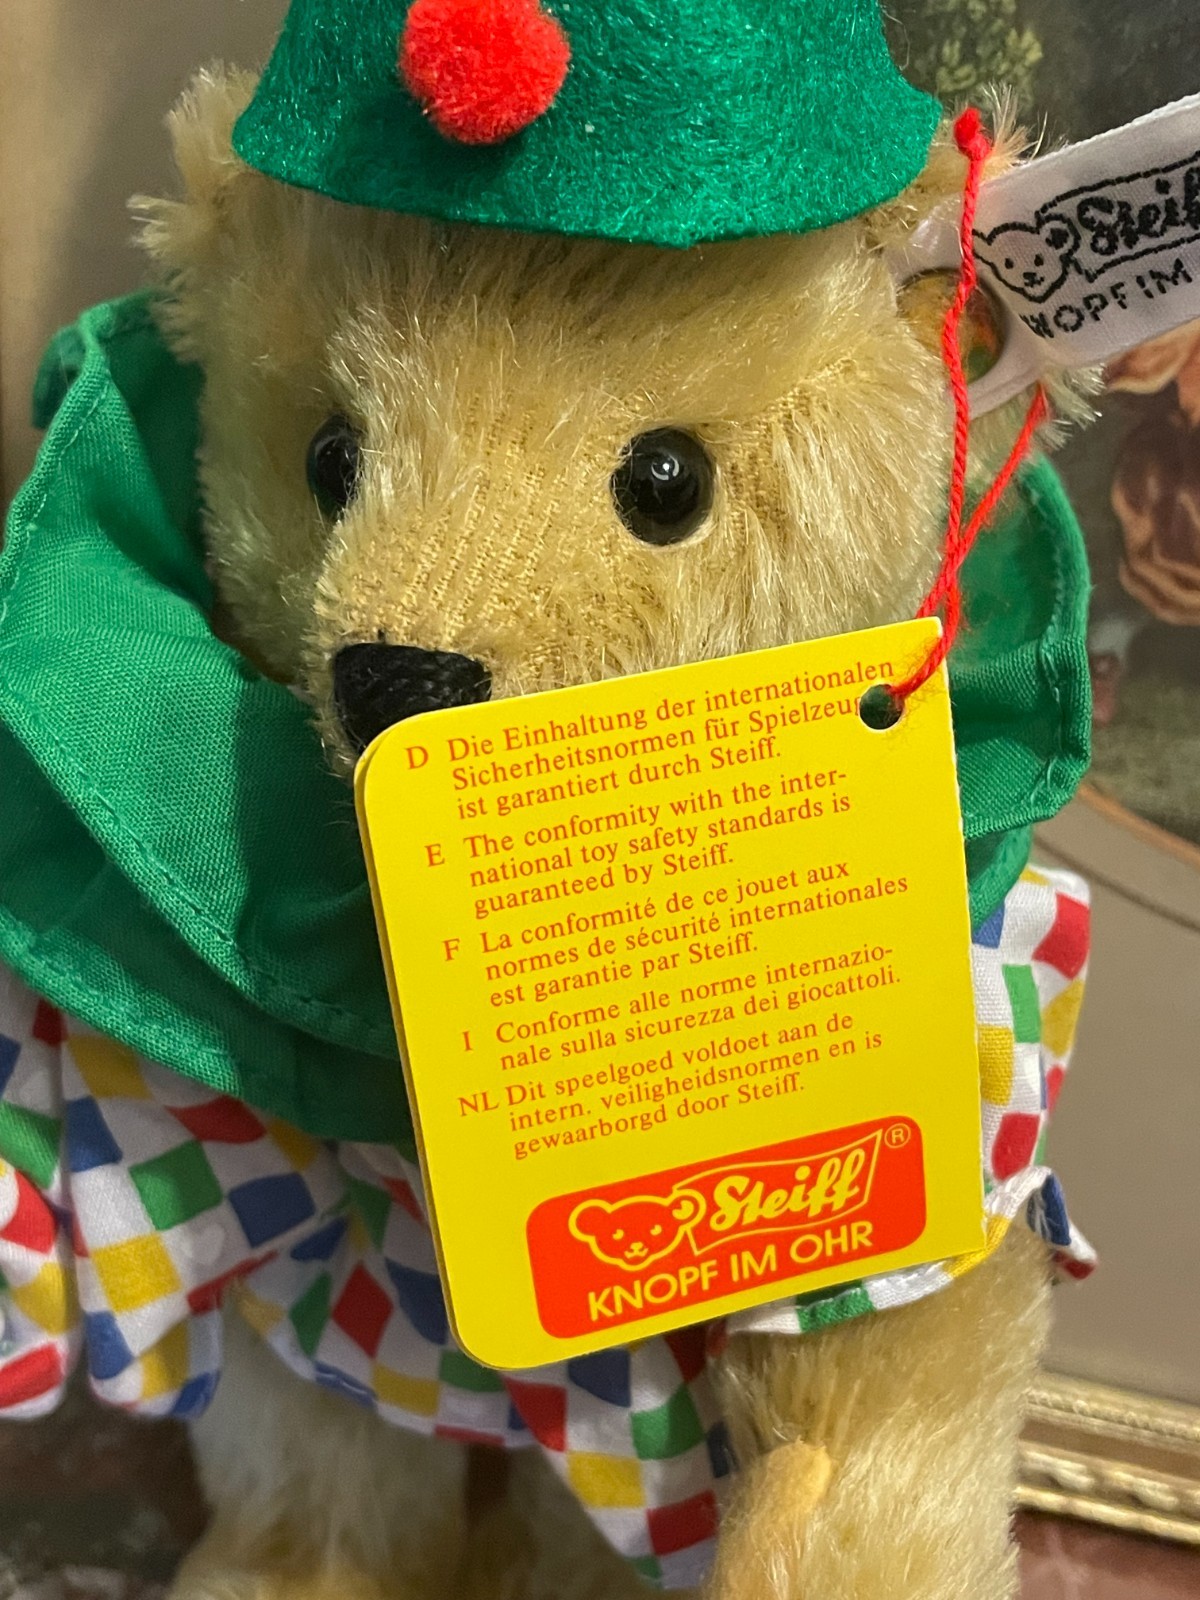 Steiff
KNOPF IM
D Die Einhaltung der internationalen
Sicherheitsnormen für Spielzeug
ist garantiert durch Steiff.
E The conformity with the inter-
national toy safety standards is
guaranteed by Steiff.
F La conformité de ce jouet aux
normes de sécurité internationales
est garantie par Steiff.
I Conforme alle norme internazio-
nale sulla sicurezza dei giocattoli.
NL Dit speelgoed voldoet aan de
intern. veiligheidsnormen en is
gewaarborgd door Steiff.
Steiff ®
KNOPF IM OHR